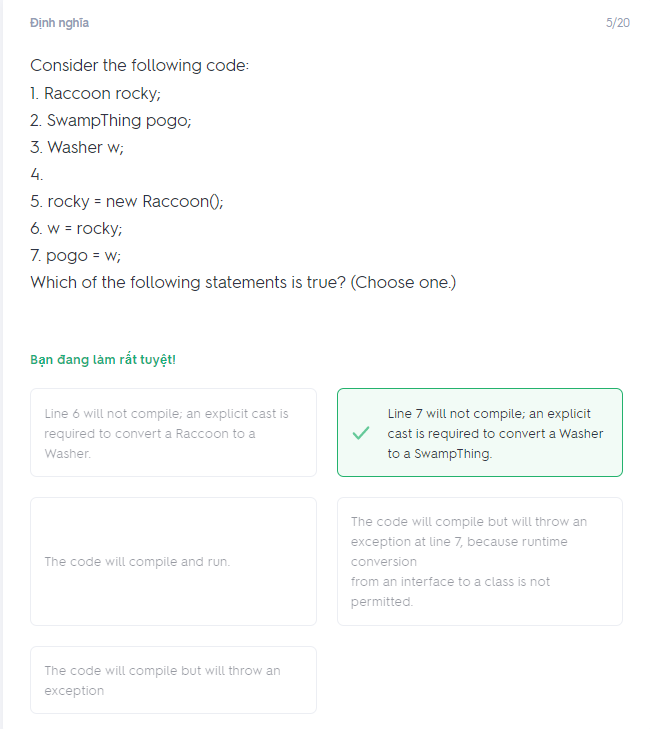 Định nghĩa
5/20
Consider the following code:
1. Raccoon rocky;
2. SwampThing pogo;
3. Washer w;
4.
5. rocky = new Raccoon();
6. w = rocky;
7. pogo = w;
Which of the following statements is true? (Choose one.)
Bạn đang làm rất tuyệt!
Line 6 will not compile; an explicit cast is
required to convert a Raccoon to a
Washer.
Line 7 will not compile; an explicit
cast is required to convert a Washer
to a SwampThing.
The code will compile and run.
The code will compile but will throw an
exception at line 7, because runtime
conversion
from an interface to a class is not
permitted.
The code will compile but will throw an
exception